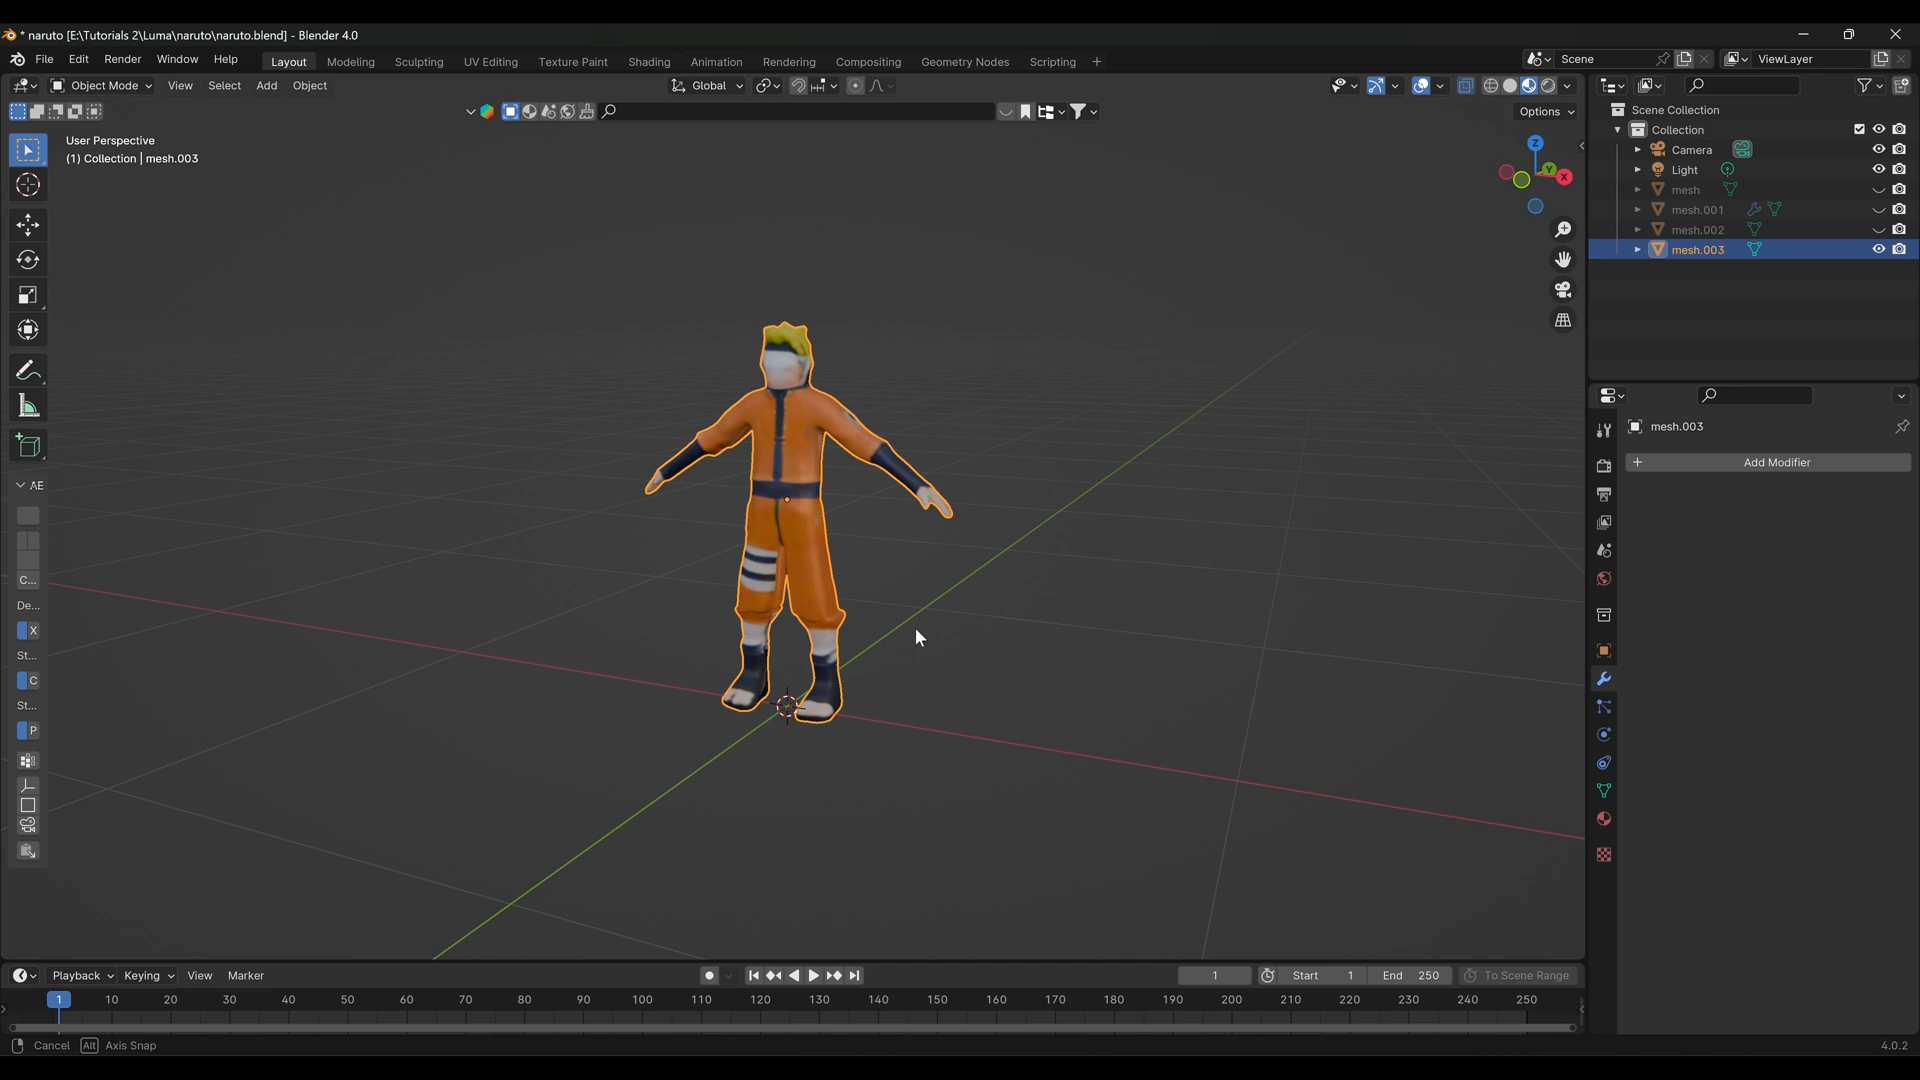 * naruto [E:\Tutorials 2\Luma\naruto\naruto.blend] - Blender 4.0
File Edit Render Window Help Layout Modeling Sculpting UV Editing Texture Paint Shading Animation Rendering Compositing Geometry Nodes Scripting + Scene ViewLayer
Object Mode View Select Add Object Global
Options
User Perspective
(1) Collection | mesh.003
Z
Y
X
Scene Collection
Collection
Camera
Light
mesh
mesh.001
mesh.002
mesh.003
mesh.003
+ Add Modifier
AE
C...
De...
X
St...
C
St...
P
Playback Keying View Marker 1 Start 1 End 250 To Scene Range
1 10 20 30 40 50 60 70 80 90 100 110 120 130 140 150 160 170 180 190 200 210 220 230 240 250
Cancel Alt Axis Snap 4.0.2